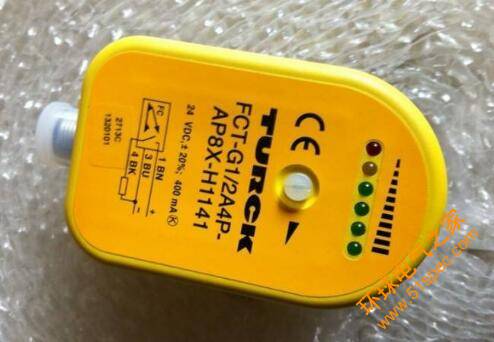 CE
TURCK
FCT-G1/2A4P-
AP8X-H1141
24 VDC, ± 20%; 400 mA Ⓚ
FC
1 BN
3 BU
4 BK
+
-
2713C
1320101
环球电气之家
www.51spec.com